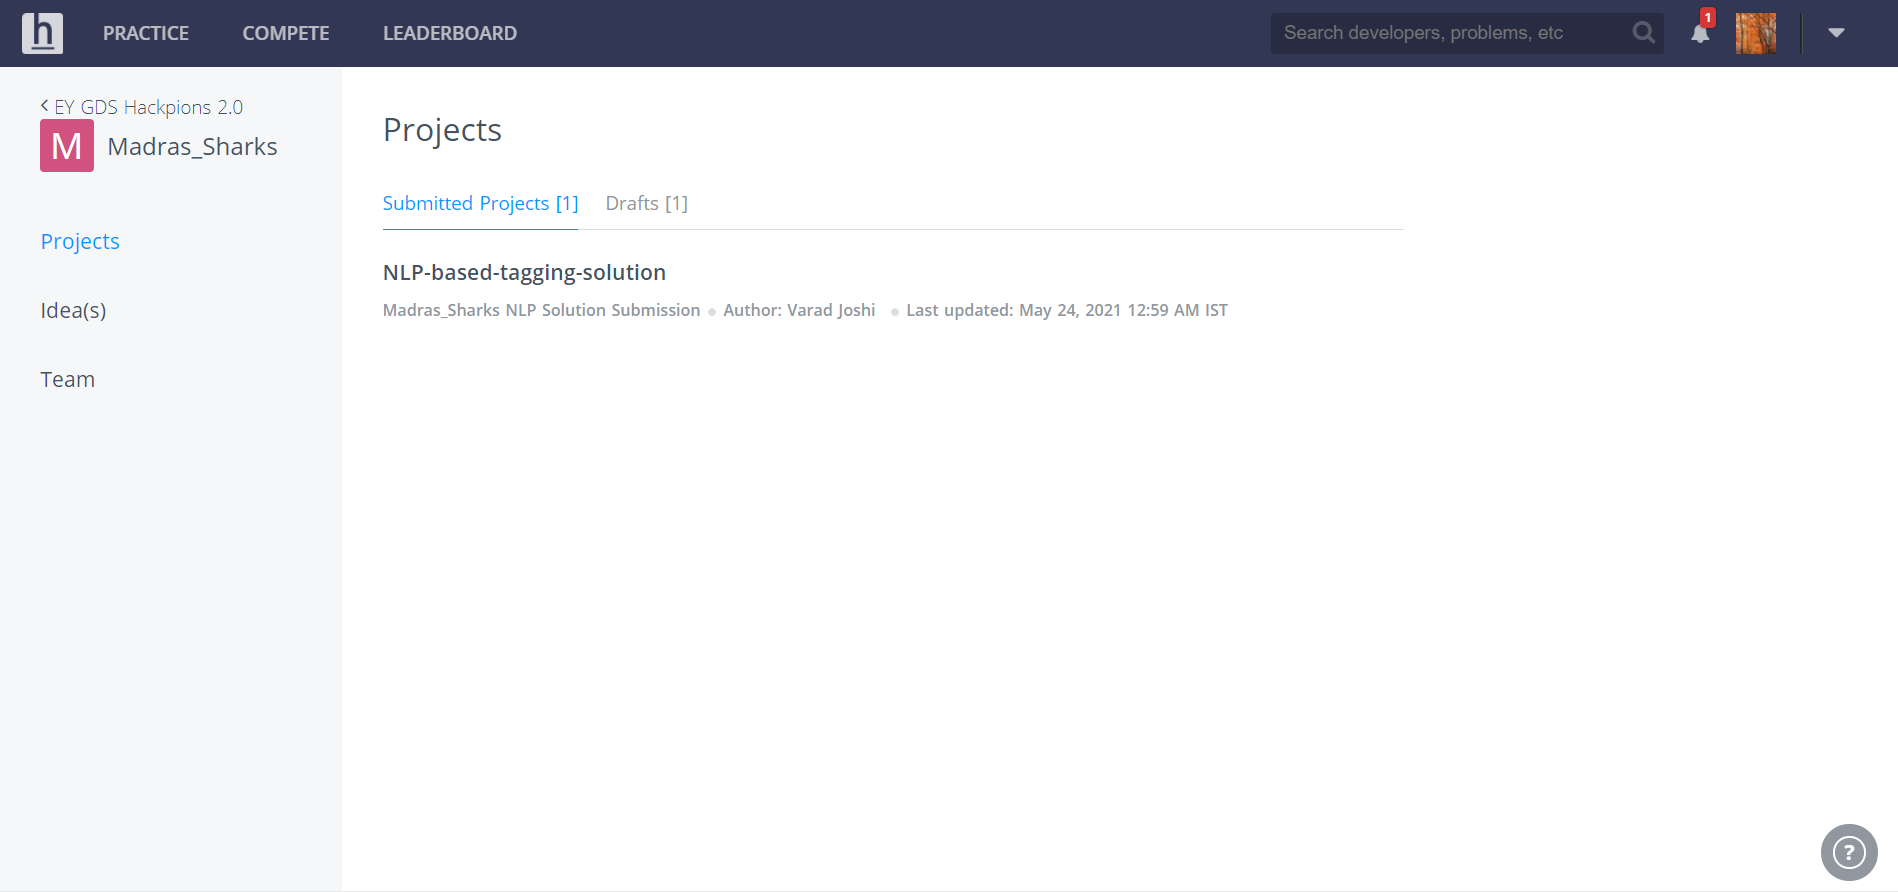 h PRACTICE COMPETE LEADERBOARD Search developers, problems, etc 1
EY GDS Hackpions 2.0
M Madras_Sharks
Projects
Idea(s)
Team
Projects
Submitted Projects [1] Drafts [1]
NLP-based-tagging-solution
Madras_Sharks NLP Solution Submission Author: Varad Joshi Last updated: May 24, 2021 12:59 AM IST
?